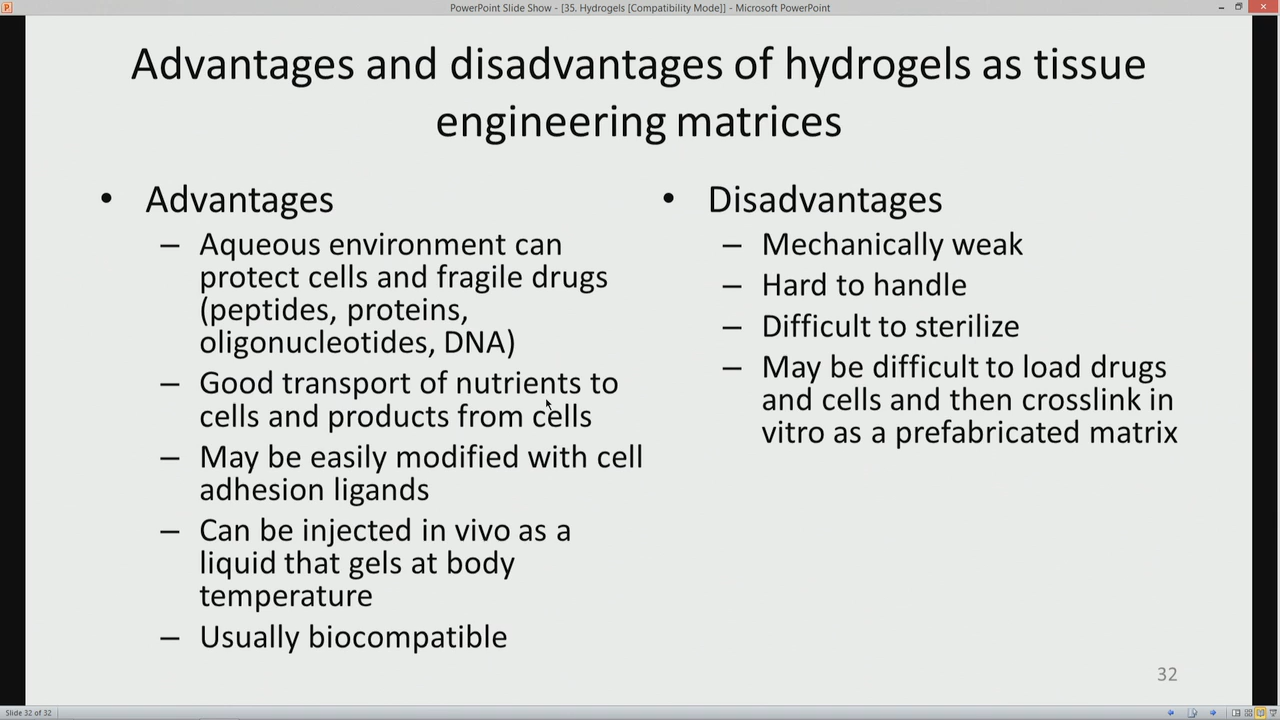 PowerPoint Slide Show - [35. Hydrogels [Compatibility Mode]] - Microsoft PowerPoint
Advantages and disadvantages of hydrogels as tissue
engineering matrices
• Advantages
– Aqueous environment can
protect cells and fragile drugs
(peptides, proteins,
oligonucleotides, DNA)
– Good transport of nutrients to
cells and products from cells
– May be easily modified with cell
adhesion ligands
– Can be injected in vivo as a
liquid that gels at body
temperature
– Usually biocompatible
• Disadvantages
– Mechanically weak
– Hard to handle
– Difficult to sterilize
– May be difficult to load drugs
and cells and then crosslink in
vitro as a prefabricated matrix
32
Slide 32 of 32